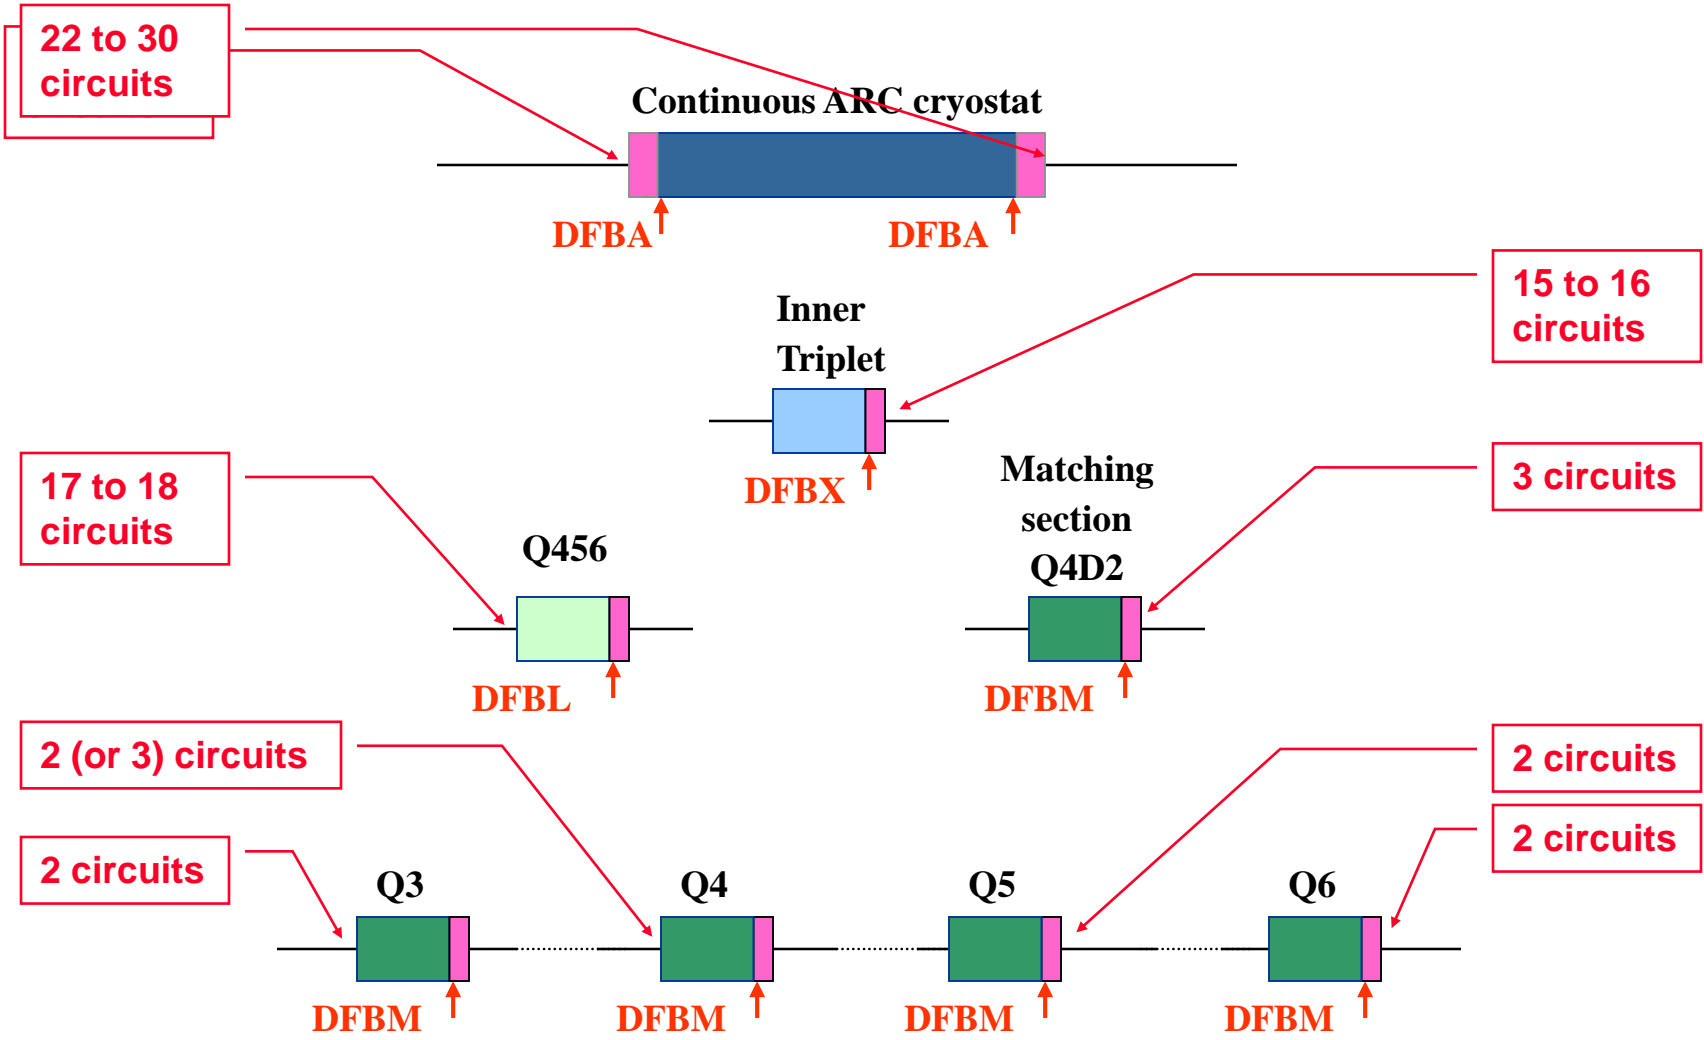 22 to 30
circuits
Continuous ARC cryostat
DFBA
DFBA
15 to 16
circuits
Inner
Triplet
DFBX
17 to 18
circuits
Matching
section
Q4D2
3 circuits
Q456
DFBL
DFBM
2 (or 3) circuits
2 circuits
2 circuits
2 circuits
Q3
Q4
Q5
Q6
DFBM
DFBM
DFBM
DFBM